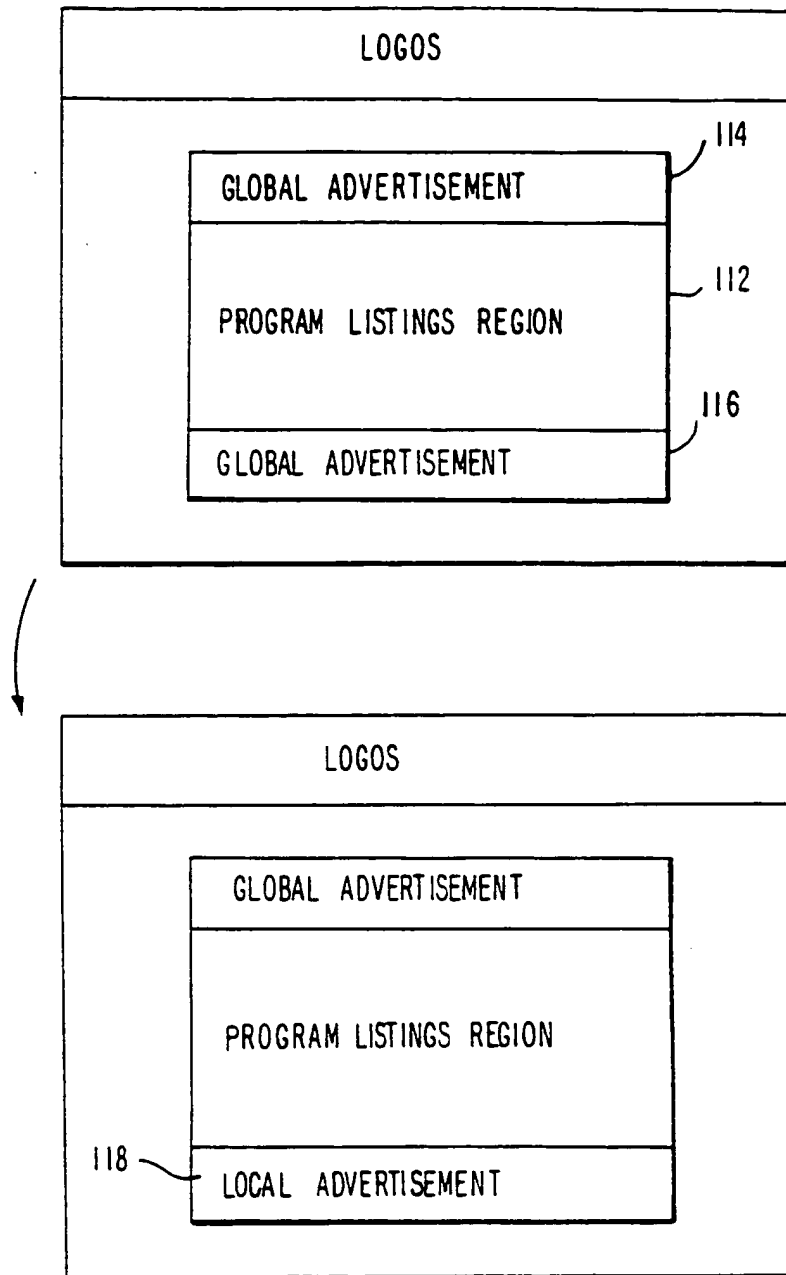 LOGOS
114
GLOBAL ADVERTISEMENT
112
PROGRAM LISTINGS REGION
116
GLOBAL ADVERTISEMENT
LOGOS
GLOBAL ADVERTISEMENT
PROGRAM LISTINGS REGION
118
LOCAL ADVERTISEMENT